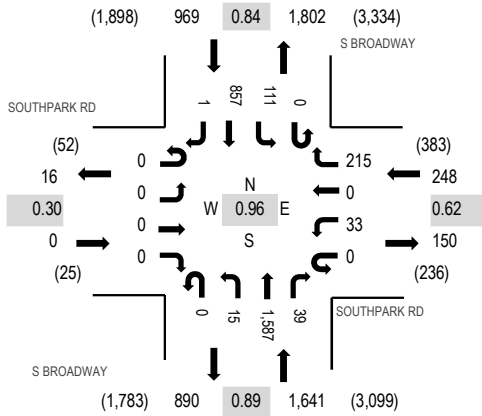 (1,898) 969 0.84 1,802 (3,334)
S BROADWAY
1 857 111 0
SOUTHPARK RD
(52) 0 215 (383)
16 0 N 0 248
0.30 W 0.96 E 0.62
0 0 S 33 150
(25) 0 0 (236)
0 15 1,587 39
SOUTHPARK RD
S BROADWAY
(1,783) 890 0.89 1,641 (3,099)